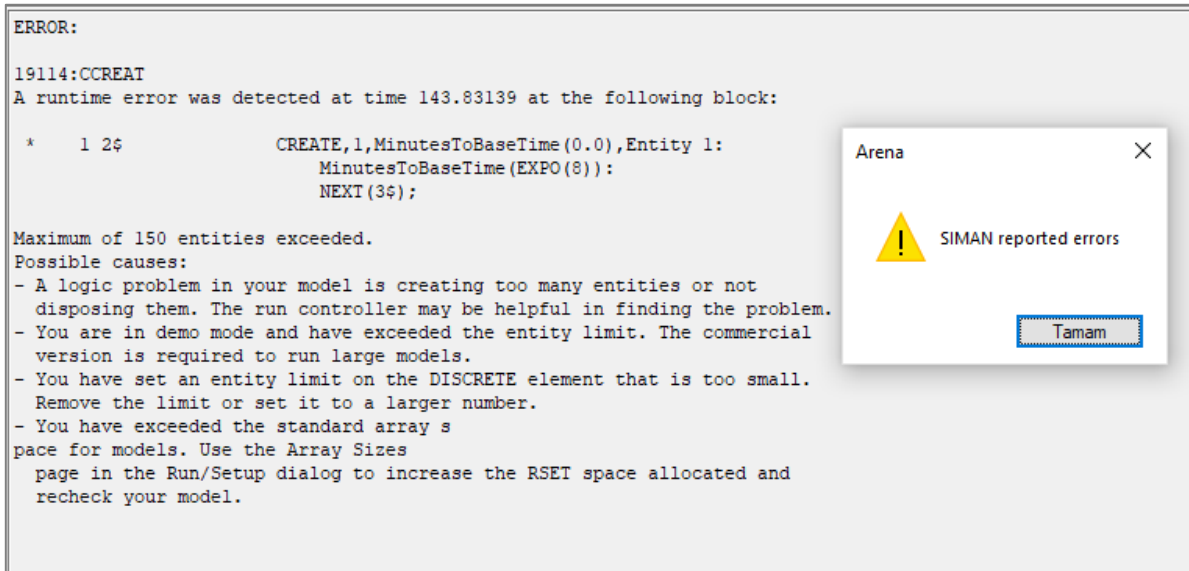 ERROR:
19114:CCREAT
A runtime error was detected at time 143.83139 at the following block:
* 1 2$ CREATE,1,MinutesToBaseTime(0.0),Entity 1:
MinutesToBaseTime(EXPO(8)):
NEXT(3$);
Maximum of 150 entities exceeded.
Possible causes:
- A logic problem in your model is creating too many entities or not
disposing them. The run controller may be helpful in finding the problem.
- You are in demo mode and have exceeded the entity limit. The commercial
version is required to run large models.
- You have set an entity limit on the DISCRETE element that is too small.
Remove the limit or set it to a larger number.
- You have exceeded the standard array s
pace for models. Use the Array Sizes
page in the Run/Setup dialog to increase the RSET space allocated and
recheck your model.
Arena
SIMAN reported errors
Tamam